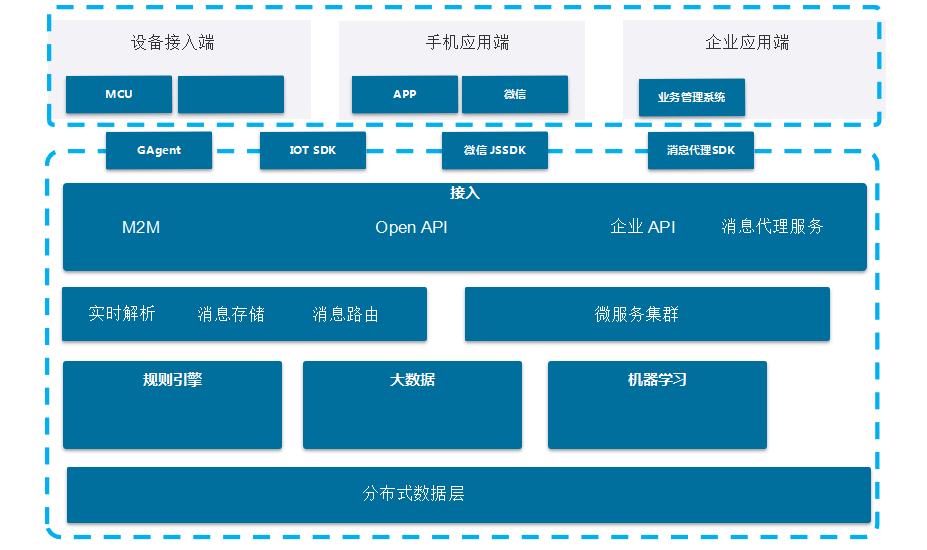 设备接入端
手机应用端
企业应用端
MCU
APP
微信
业务管理系统
GAgent
IOT SDK
微信 JSSDK
消息代理SDK
接入
M2M
Open API
企业 API
消息代理服务
实时解析
消息存储
消息路由
微服务集群
规则引擎
大数据
机器学习
分布式数据层